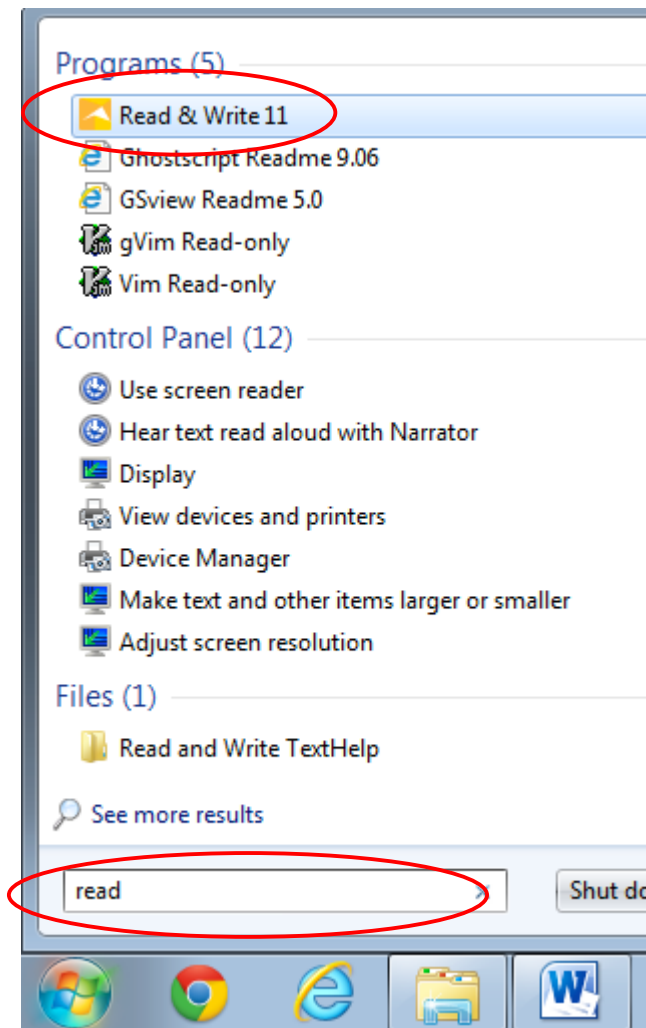 Programs (5)
Read & Write 11
Ghostscript Readme 9.06
GSview Readme 5.0
gVim Read-only
Vim Read-only
Control Panel (12)
Use screen reader
Hear text read aloud with Narrator
Display
View devices and printers
Device Manager
Make text and other items larger or smaller
Adjust screen resolution
Files (1)
Read and Write TextHelp
See more results
read
Shut do